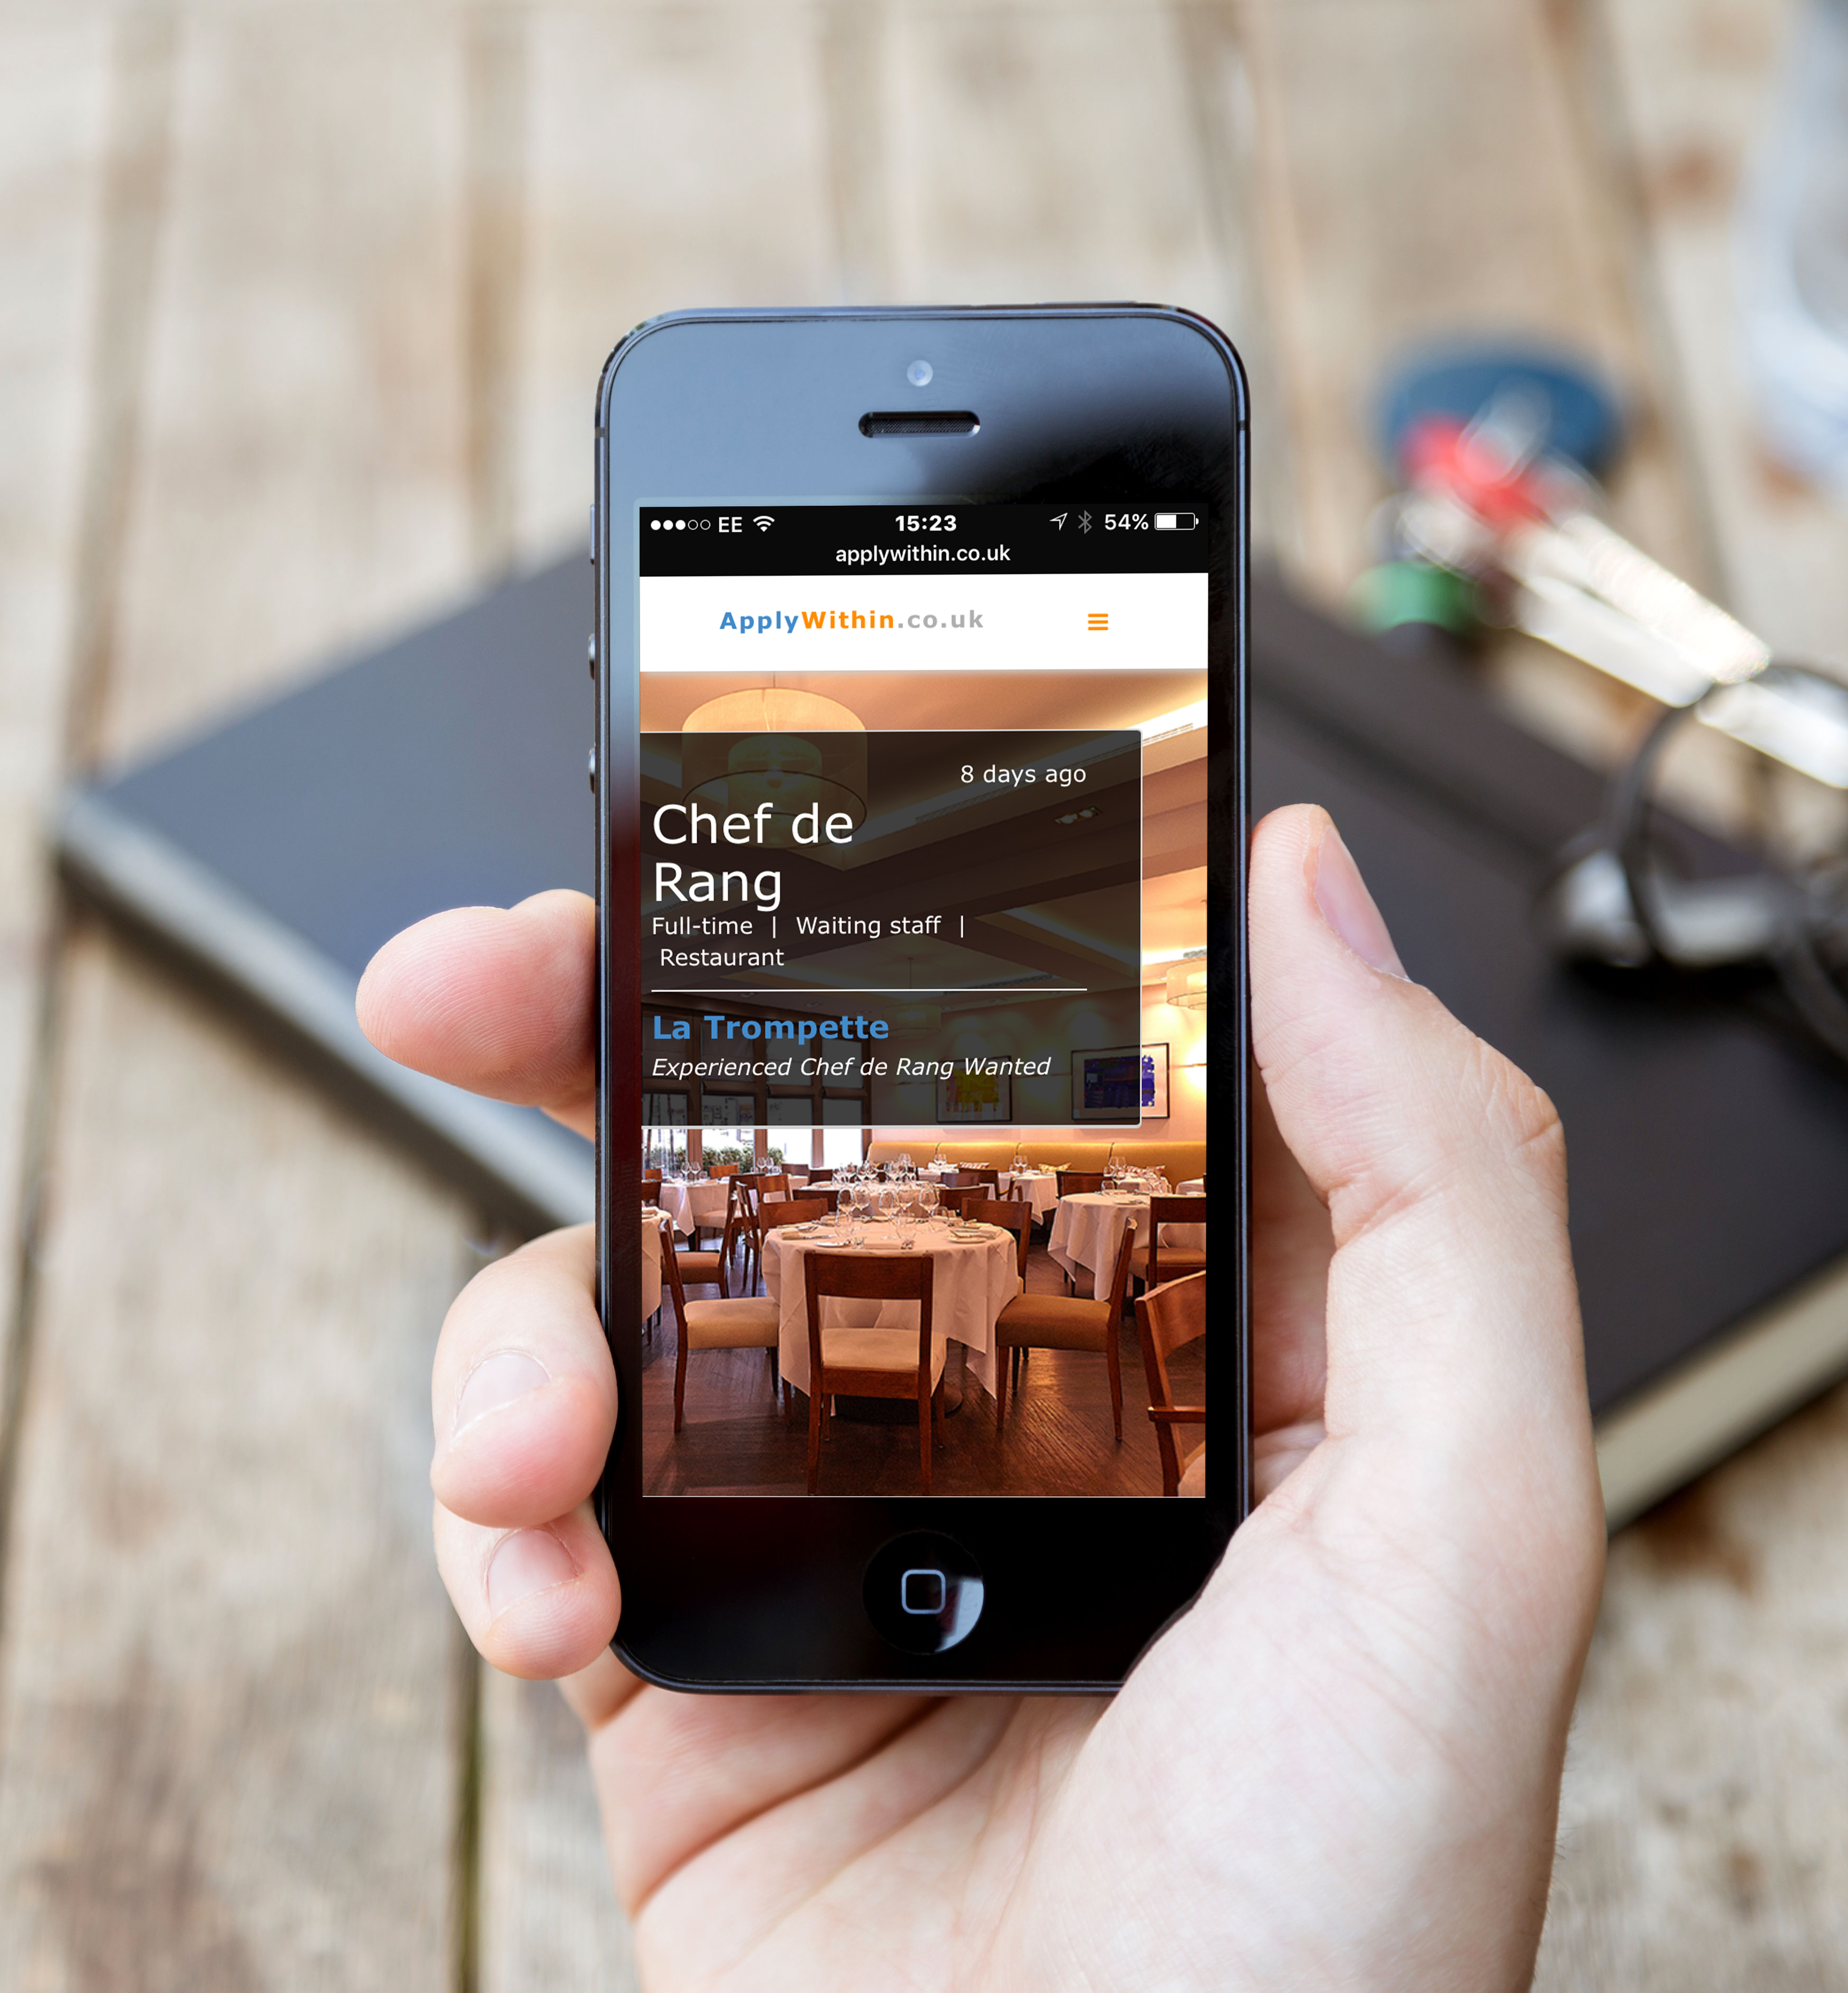 EE 15:23 54%
applywithin.co.uk
ApplyWithin.co.uk
8 days ago
Chef de
Rang
Full-time | Waiting staff |
Restaurant
La Trompette
Experienced Chef de Rang Wanted